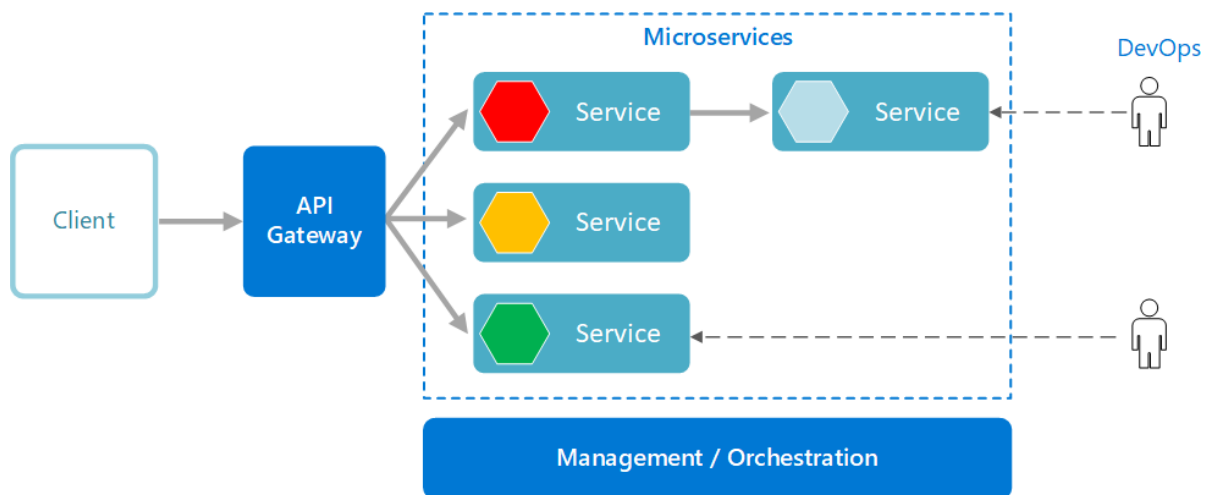 Microservices
DevOps
Service
Service
Client
API
Gateway
Service
Service
Management / Orchestration